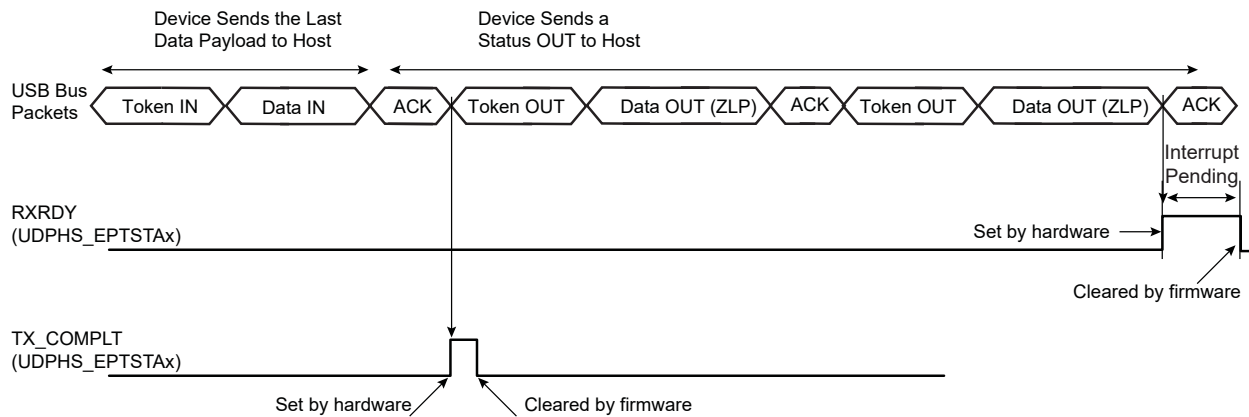 Device Sends the Last
Data Payload to Host
Device Sends a
Status OUT to Host
USB Bus
Packets
Token IN
Data IN
ACK
Token OUT
Data OUT (ZLP)
ACK
Token OUT
Data OUT (ZLP)
ACK
Interrupt
Pending
RXRDY
(UDPHS_EPTSTAx)
Set by hardware
Cleared by firmware
TX_COMPLT
(UDPHS_EPTSTAx)
Set by hardware
Cleared by firmware